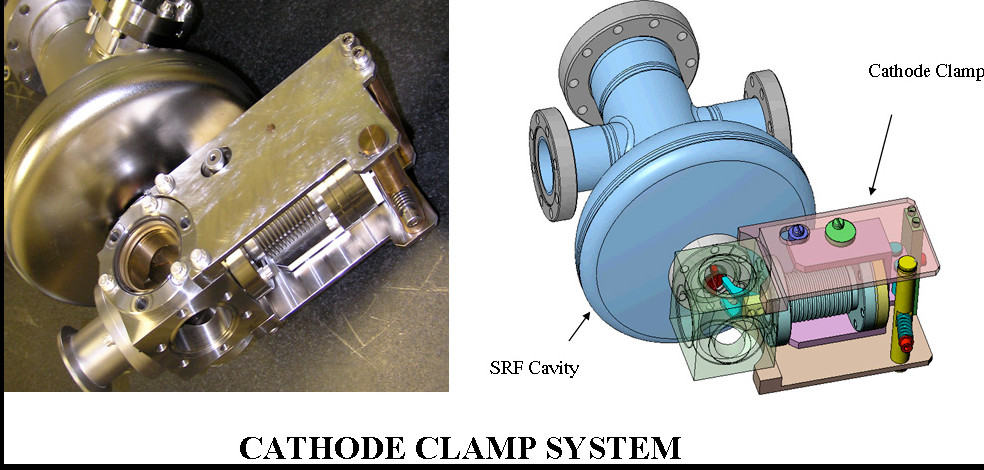 Cathode Clamp
SRF Cavity
CATHODE CLAMP SYSTEM